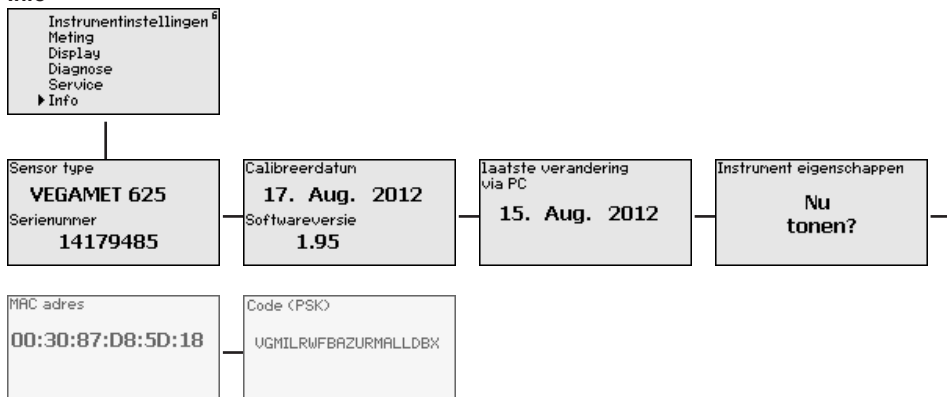 Instrumentinstellingen 6
Meting
Display
Diagnose
Service
Info
Sensor type
VEGAMET 625
Serienummer
14179485
Calibreerdatum
17. Aug. 2012
Softwareversie
1.95
laatste verandering
via PC
15. Aug. 2012
Instrument eigenschappen
Nu
tonen?
MAC adres
00:30:87:D8:5D:18
Code (PSK)
VGMILRWFBAZURMALLDBX